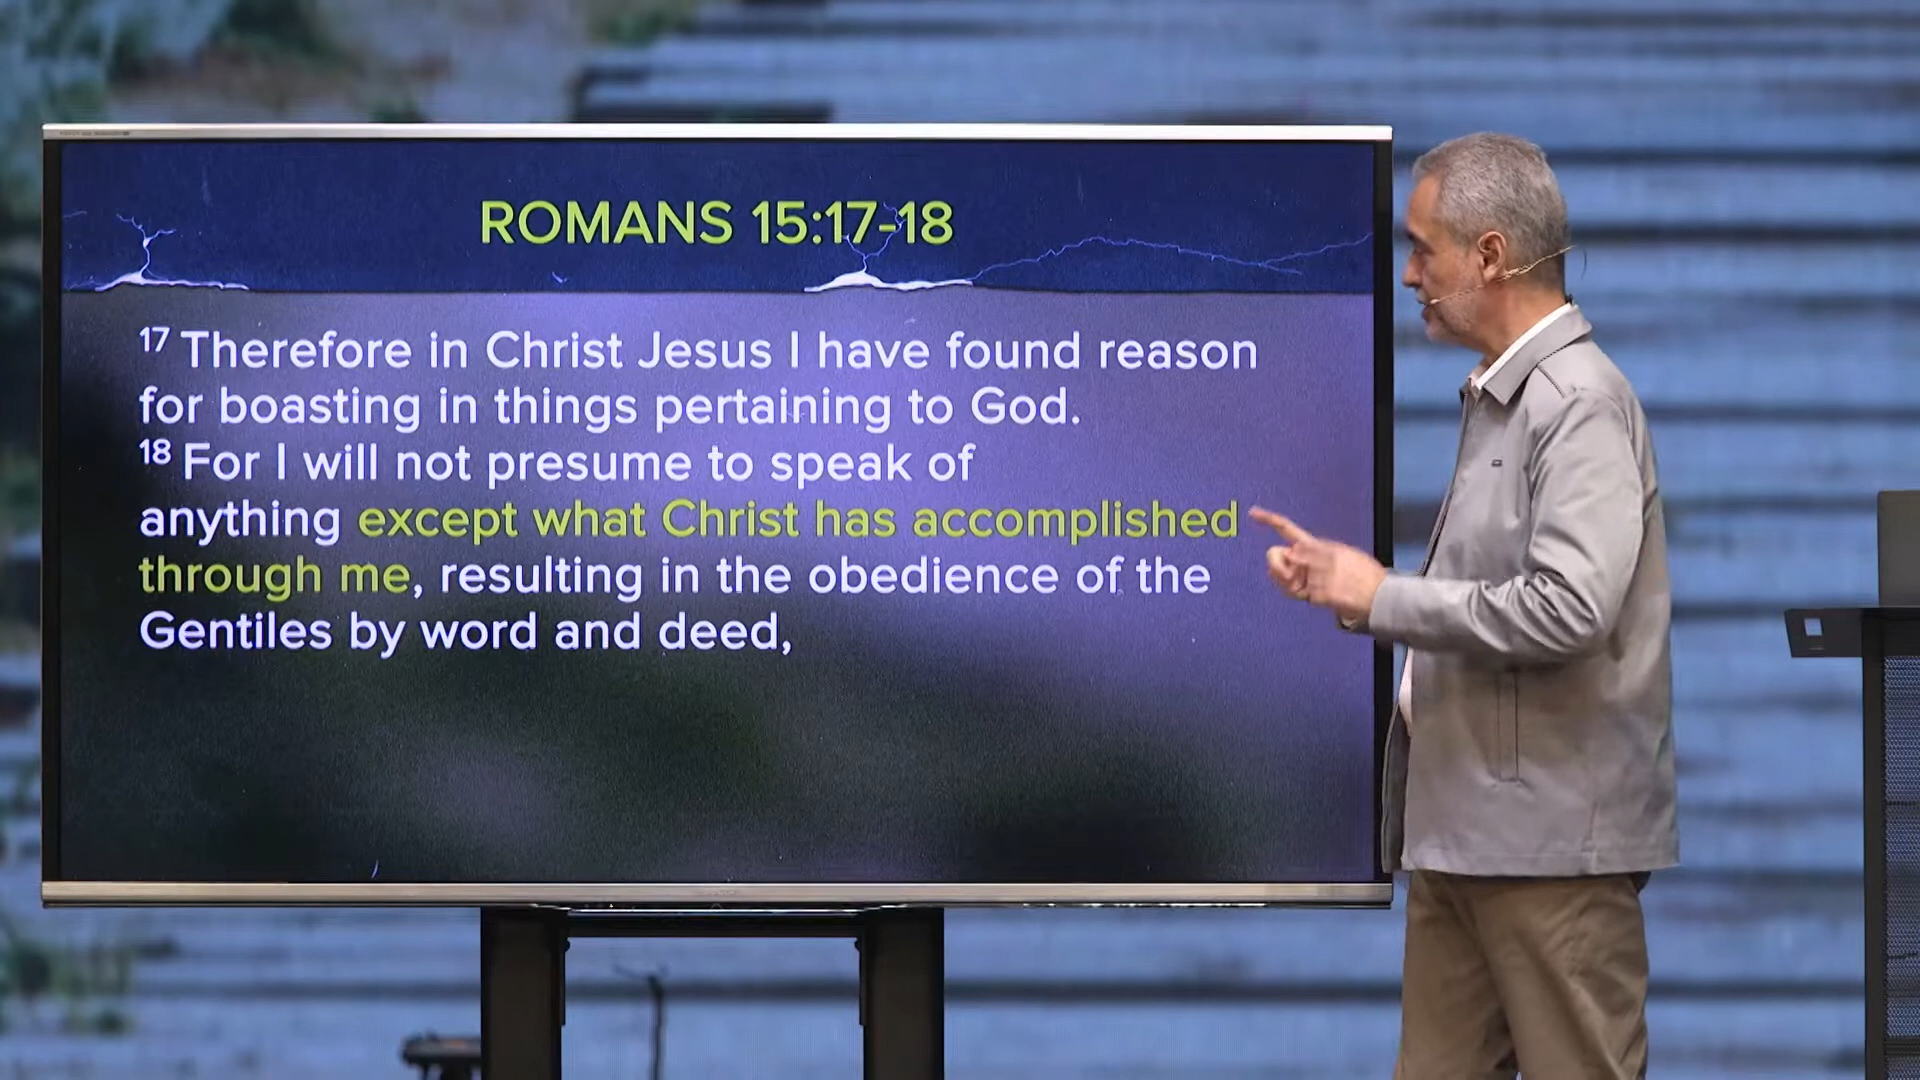 ROMANS 15:17-18
17 Therefore in Christ Jesus I have found reason
for boasting in things pertaining to God.
18 For I will not presume to speak of
anything except what Christ has accomplished
through me, resulting in the obedience of the
Gentiles by word and deed,